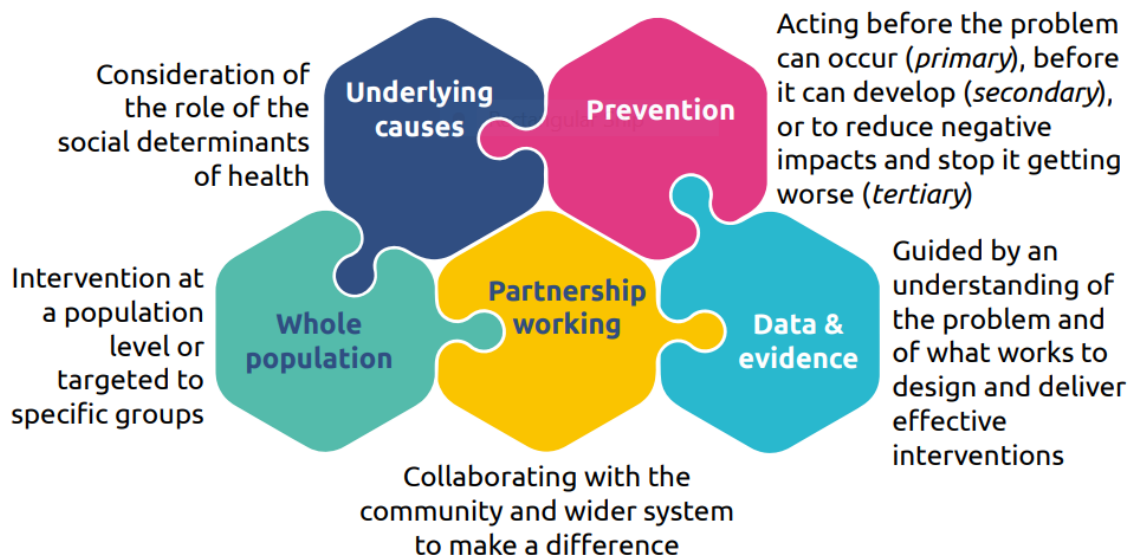 Consideration of
the role of the
social determinants
of health
Underlying
causes
Prevention
Acting before the problem
can occur (primary), before
it can develop (secondary),
or to reduce negative
impacts and stop it getting
worse (tertiary)
Intervention at
a population
level or
targeted to
specific groups
Whole
population
Partnership
working
Data &
evidence
Guided by an
understanding of
the problem and
of what works to
design and deliver
effective
interventions
Collaborating with the
community and wider system
to make a difference